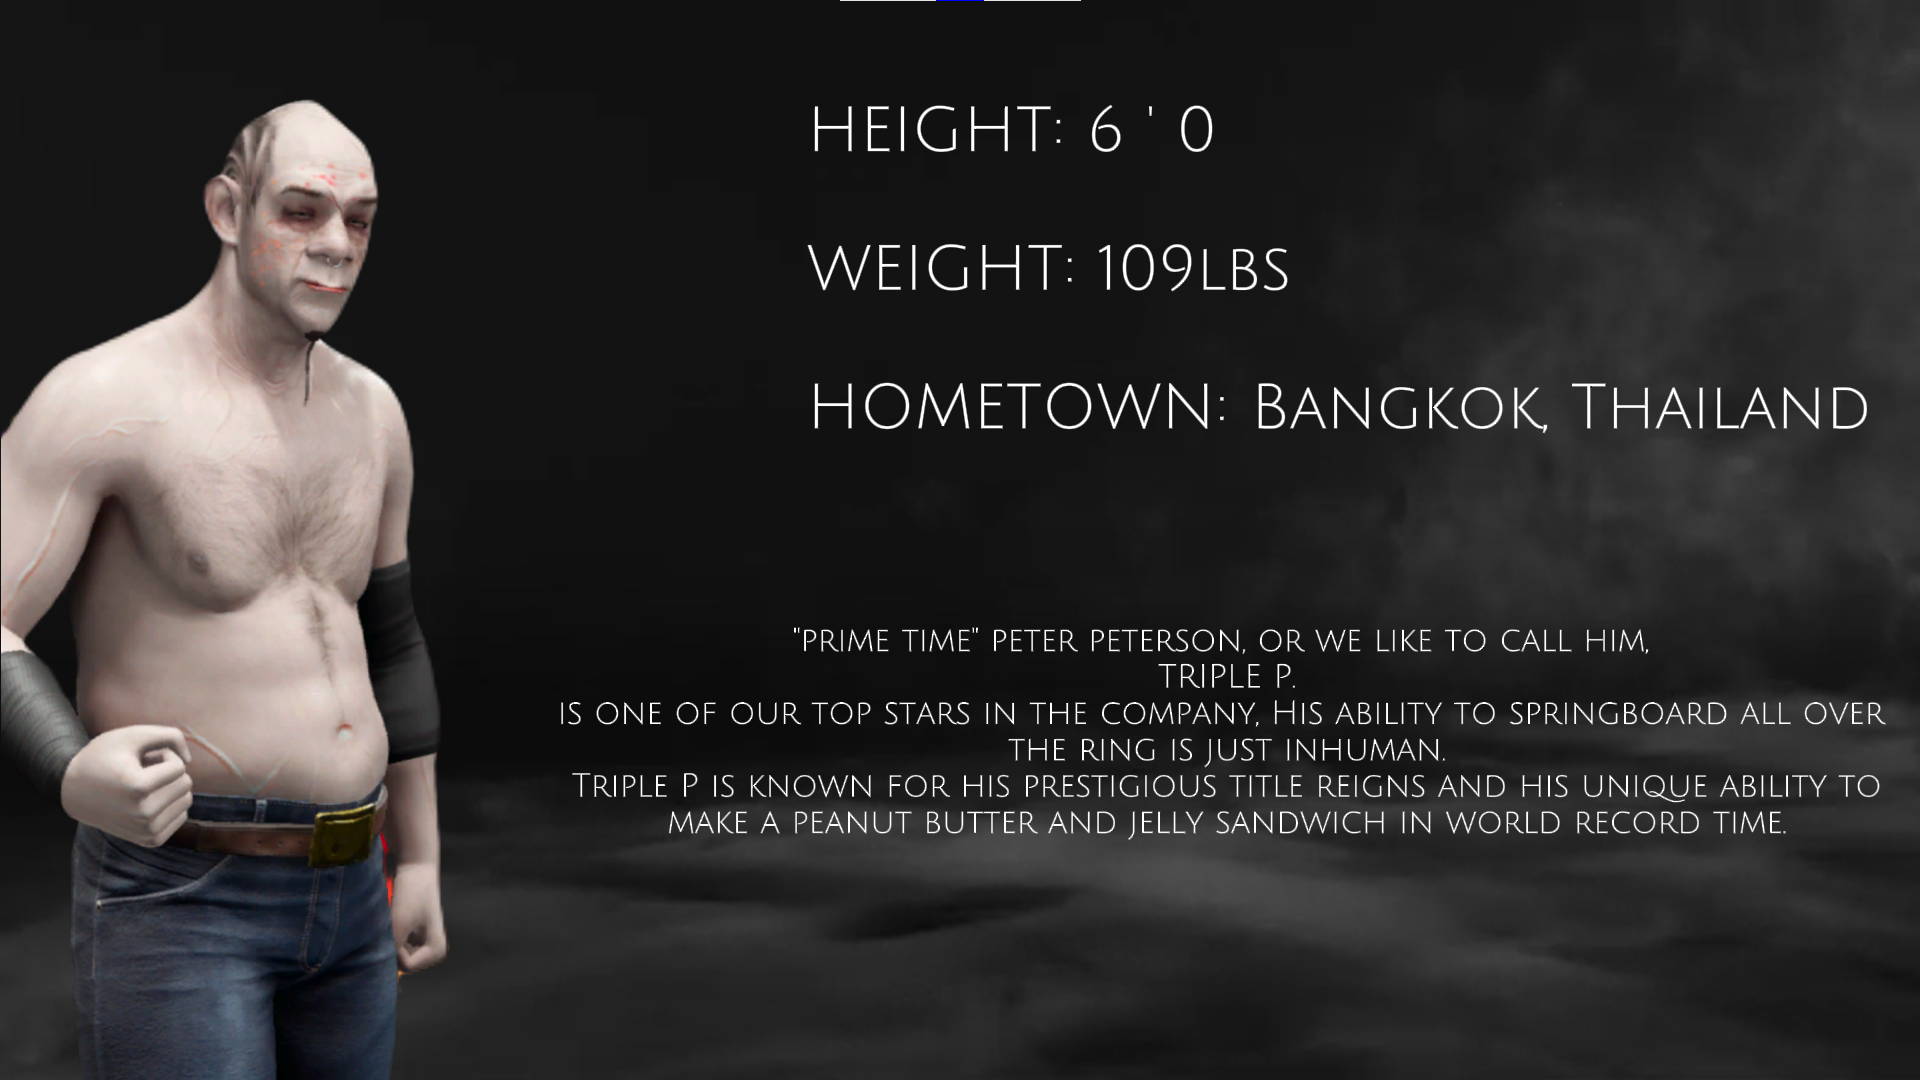 HEIGHT: 6 ' 0
WEIGHT: 109LBS
HOMETOWN: BANGKOK, THAILAND
"PRIME TIME" PETER PETERSON, OR WE LIKE TO CALL HIM,
TRIPLE P.
IS ONE OF OUR TOP STARS IN THE COMPANY, HIS ABILITY TO SPRINGBOARD ALL OVER
THE RING IS JUST INHUMAN.
TRIPLE P IS KNOWN FOR HIS PRESTIGIOUS TITLE REIGNS AND HIS UNIQUE ABILITY TO
MAKE A PEANUT BUTTER AND JELLY SANDWICH IN WORLD RECORD TIME.